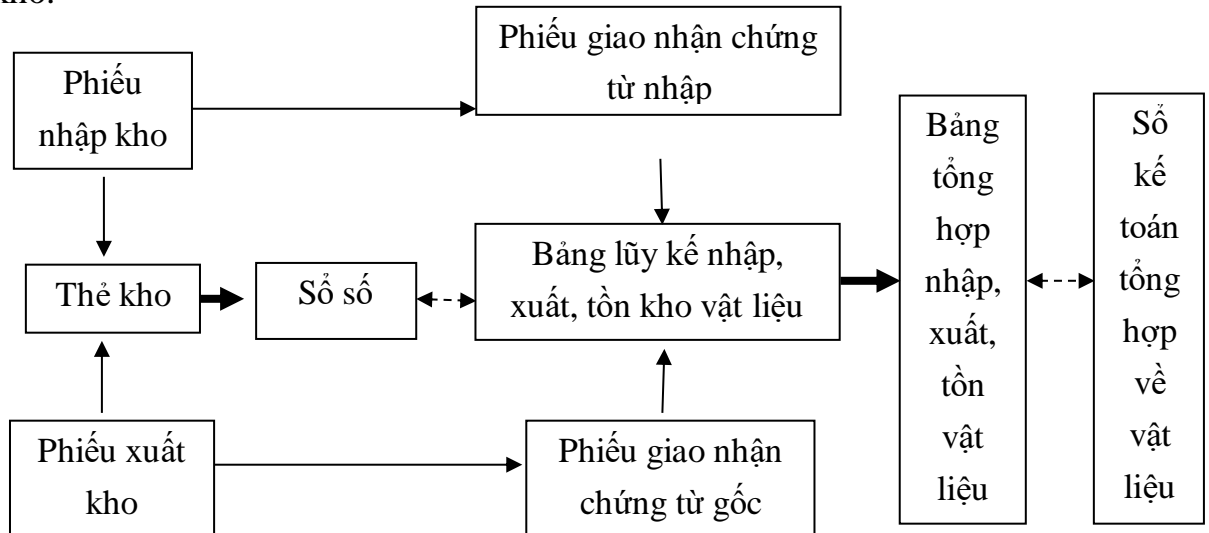 Phiếu giao nhận chứng
từ nhập
Phiếu
nhập kho
Bảng
tổng
hợp
nhập,
xuất,
tồn
vật
liệu
Sổ
kế
toán
tổng
hợp
về
vật
liệu
Thẻ kho
Sổ số
Bảng lũy kế nhập,
xuất, tồn kho vật liệu
Phiếu xuất
kho
Phiếu giao nhận
chứng từ gốc